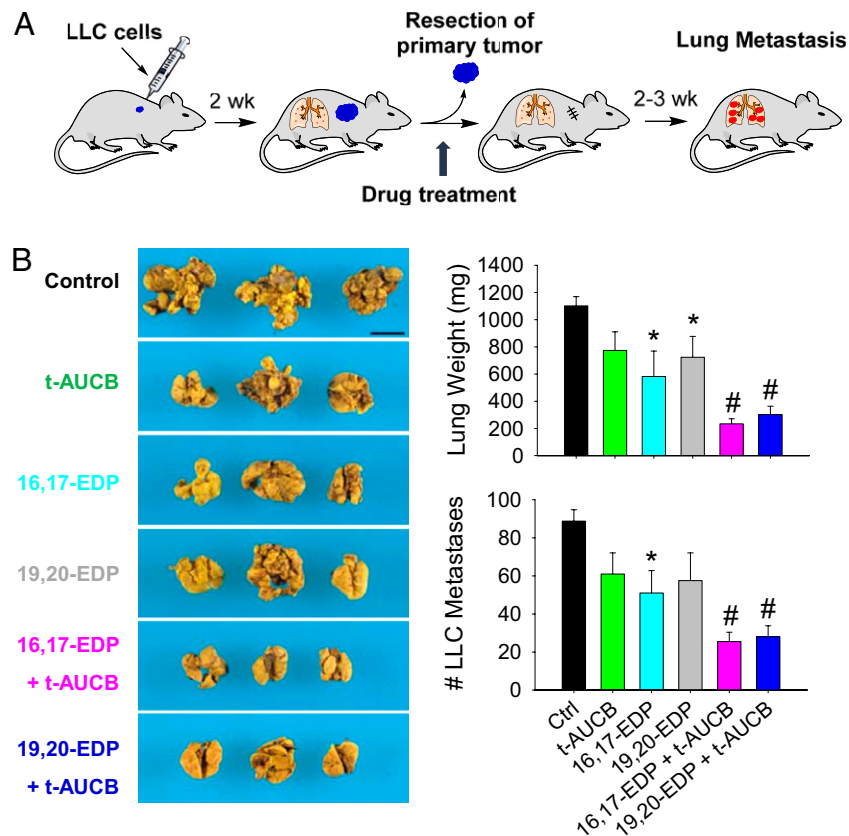 A
LLC cells
Resection of
primary tumor
Lung Metastasis
2 wk
2-3 wk
Drug treatment
B
Control
t-AUCB
16,17-EDP
19,20-EDP
16,17-EDP
+ t-AUCB
19,20-EDP
+ t-AUCB
Lung Weight (mg)
1400
1200
1000
800
600
400
200
0
*
*
#
#
# LLC Metastases
100
80
60
40
20
0
*
#
#
Ctrl
t-AUCB
16,17-EDP
19,20-EDP
16,17-EDP + t-AUCB
19,20-EDP + t-AUCB